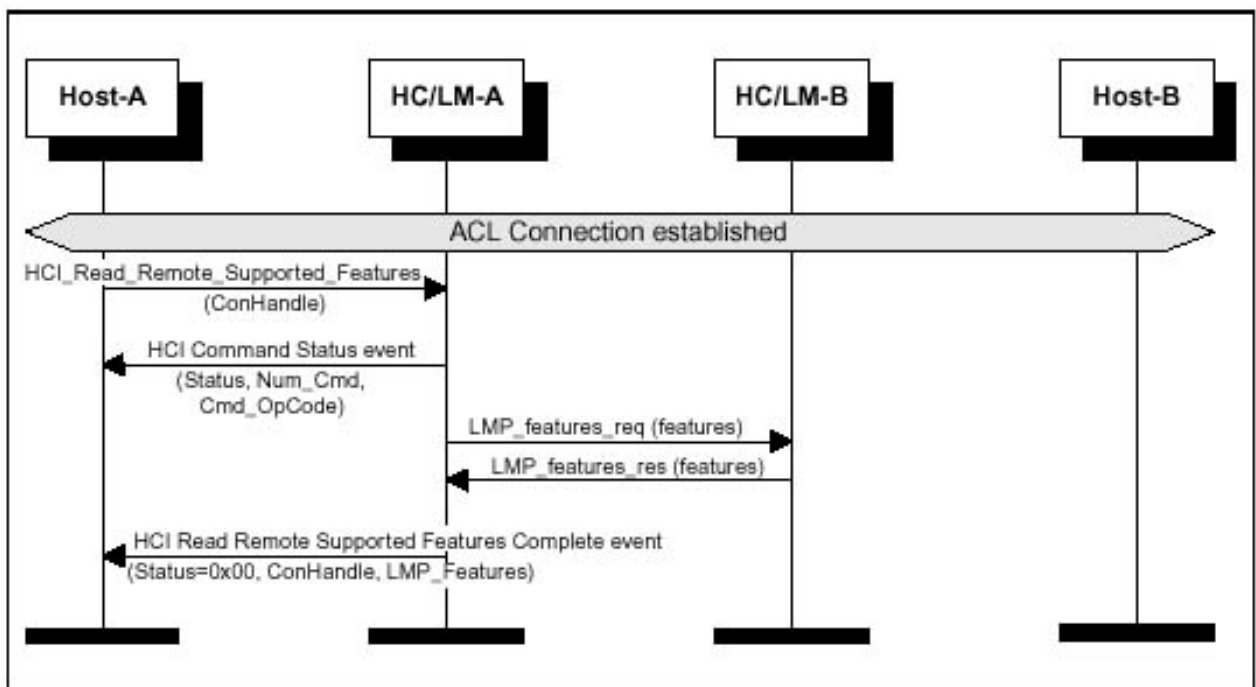 Host-A HC/LM-A HC/LM-B Host-B
ACL Connection established
HCI_Read_Remote_Supported_Features
(ConHandle)
HCI Command Status event
(Status, Num_Cmd,
Cmd_OpCode)
LMP_features_req (features)
LMP_features_res (features)
HCI Read Remote Supported Features Complete event
(Status=0x00, ConHandle, LMP_Features)